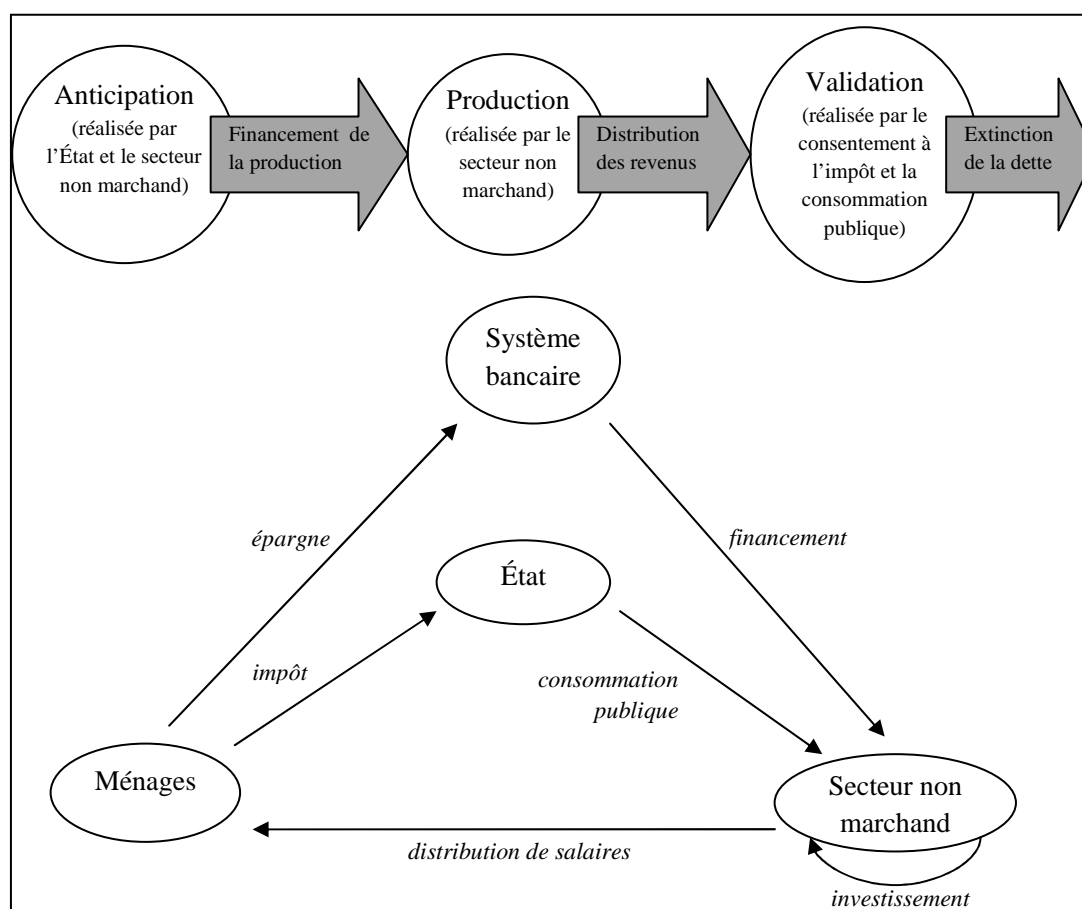 Anticipation
(réalisée par
l'État et le secteur
non marchand)
Financement de
la production
Production
(réalisée par le
secteur non
marchand)
Distribution
des revenus
Validation
(réalisée par le
consentement à
l'impôt et la
consommation
publique)
Extinction
de la dette
Système
bancaire
épargne
financement
État
impôt
consommation
publique
Ménages
Secteur non
marchand
distribution de salaires
investissement